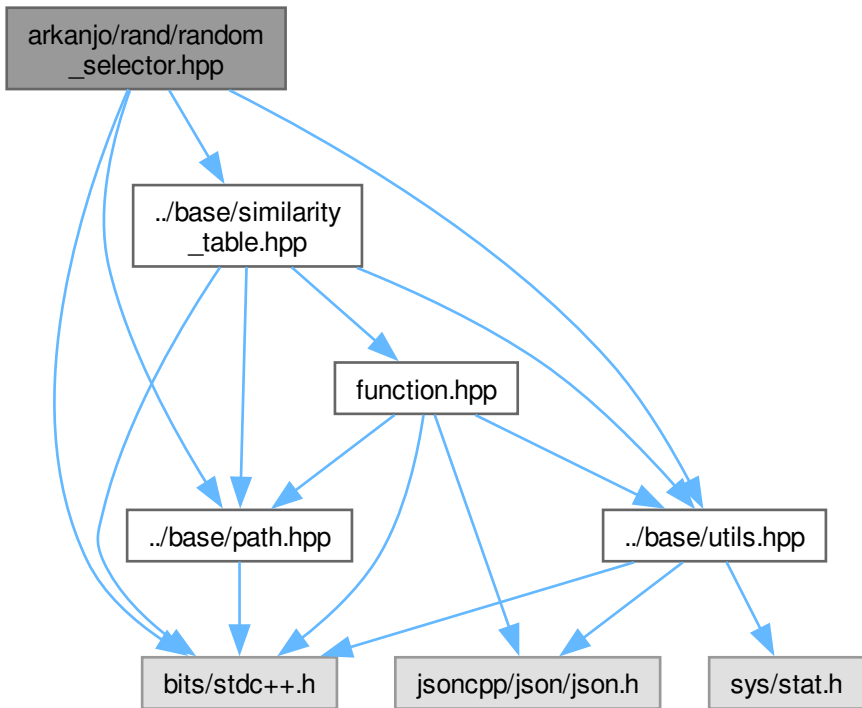 arkanjo/rand/random
_selector.hpp
../base/similarity
_table.hpp
function.hpp
../base/path.hpp
../base/utils.hpp
bits/stdc++.h
jsoncpp/json/json.h
sys/stat.h